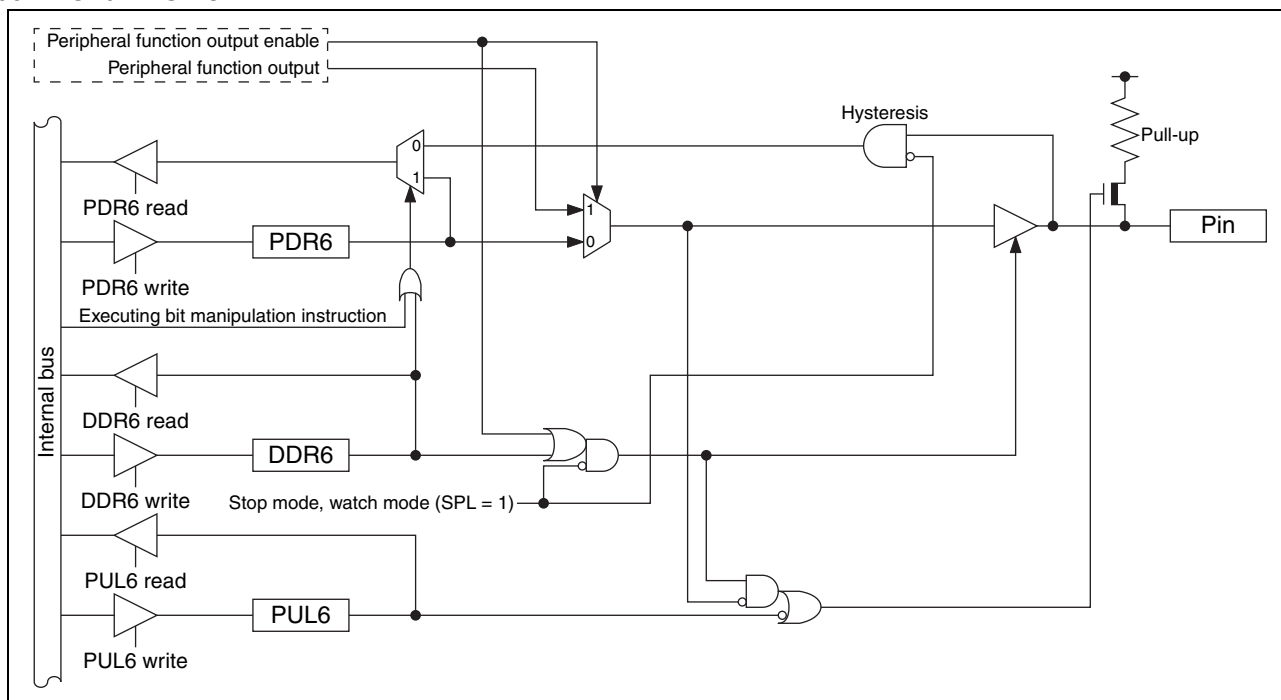 Peripheral function output enable
Peripheral function output
Hysteresis
Pull-up
0
1
PDR6 read
1
0
PDR6
Pin
PDR6 write
Executing bit manipulation instruction
Internal bus
DDR6 read
DDR6
DDR6 write
Stop mode, watch mode (SPL = 1)
PUL6 read
PUL6
PUL6 write